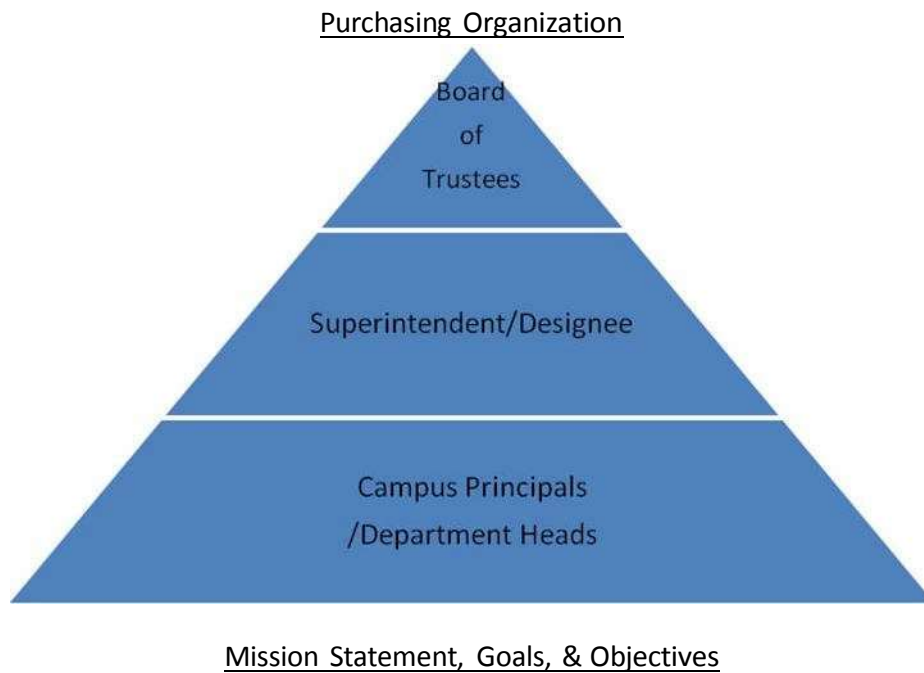 Purchasing Organization
Board
of
Trustees
Superintendent/Designee
Campus Principals
/Department Heads
Mission Statement, Goals, & Objectives